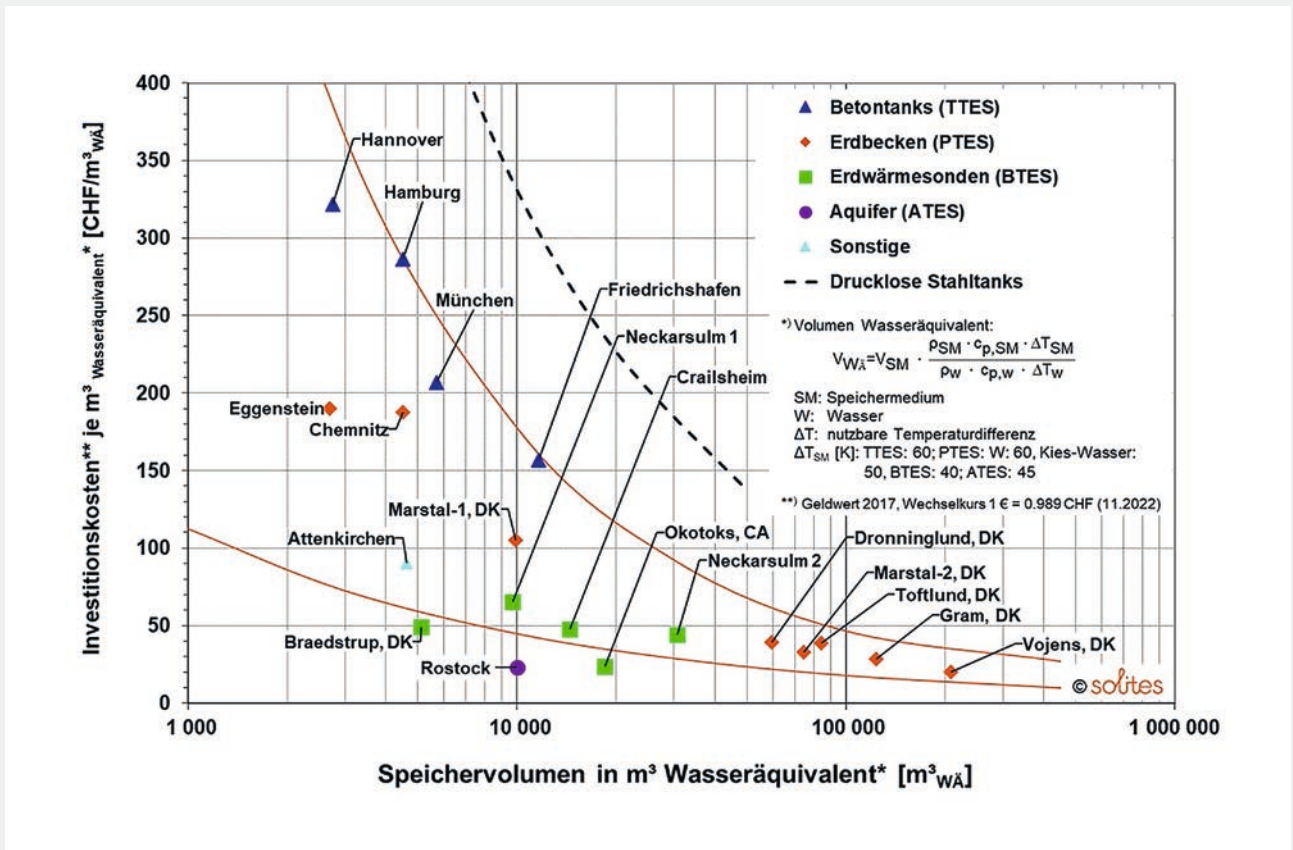 400
350
300
250
200
150
100
50
0
Investitionskosten** je m³ Wasseräquivalent* [CHF/m³WÄ]
Hannover
Hamburg
München
Friedrichshafen
Neckarsulm 1
Crailsheim
Eggenstein
Chemnitz
Marstal-1, DK
Attenkirchen
Okotoks, CA
Neckarsulm 2
Dronninglund, DK
Marstal-2, DK
Toftlund, DK
Gram, DK
Vojens, DK
Braedstrup, DK
Rostock
Betontanks (TTES)
Erdbecken (PTES)
Erdwärmesonden (BTES)
Aquifer (ATES)
Sonstige
Drucklose Stahltanks
*) Volumen Wasseräquivalent:
VWÄ=VSM · ρSM · cp,SM · ΔTSM / ρw · cp,w · ΔTw
SM: Speichermedium
W: Wasser
ΔT: nutzbare Temperaturdifferenz
ΔTSM [K]: TTES: 60; PTES: W: 60, Kies-Wasser:
50, BTES: 40; ATES: 45
**) Geldwert 2017, Wechselkurs 1 € = 0.989 CHF (11.2022)
© solites
1 000
10 000
100 000
1 000 000
Speichervolumen in m³ Wasseräquivalent* [m³WÄ]